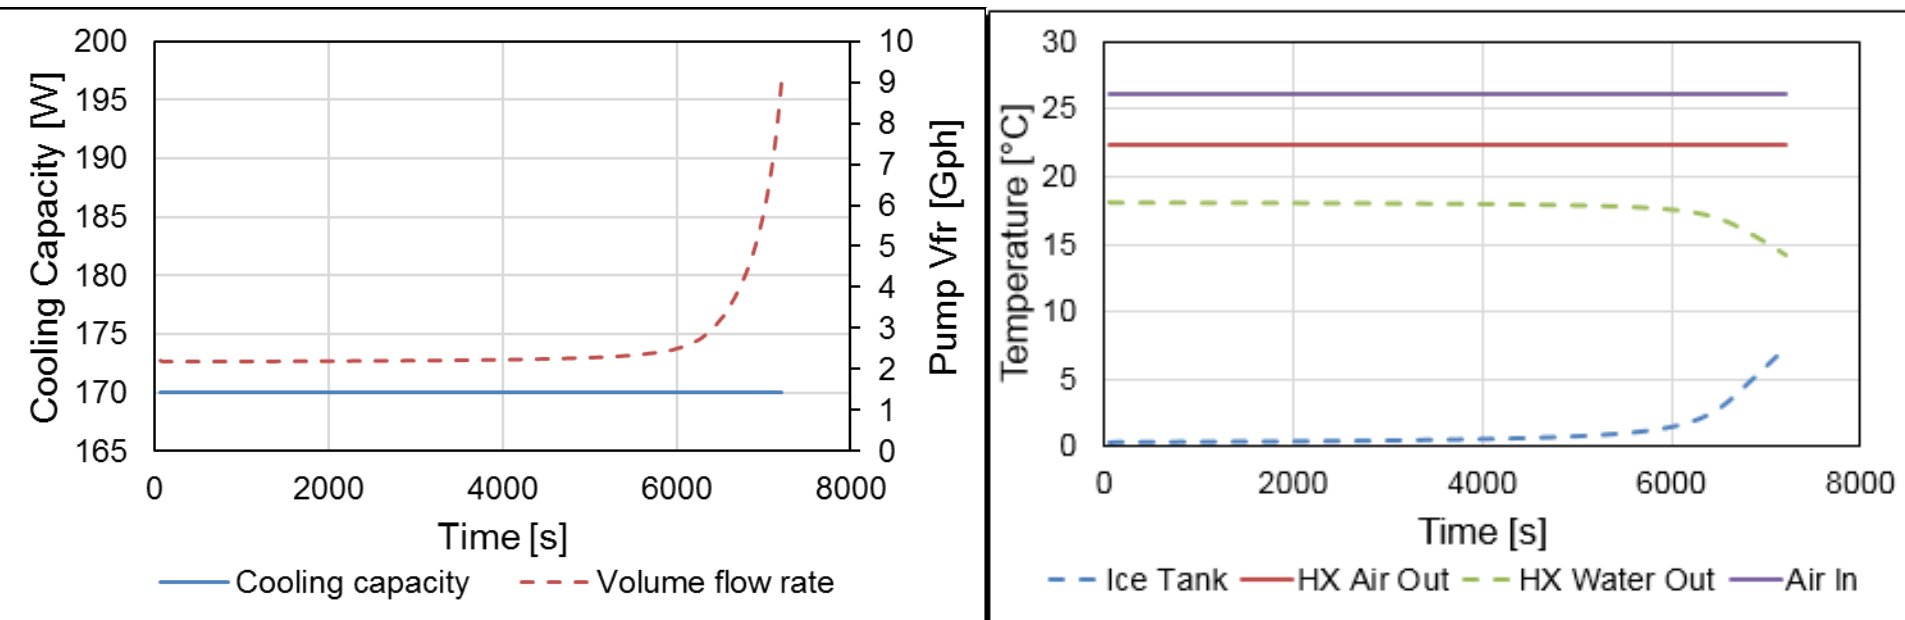 200
195
190
185
180
175
170
165
Cooling Capacity [W]
10
9
8
7
6
5
4
3
2
1
0
Pump Vfr [Gph]
0 2000 4000 6000 8000
Time [s]
Cooling capacity Volume flow rate
30
25
20
15
10
5
0
Temperature [°C]
0 2000 4000 6000 8000
Time [s]
Ice Tank HX Air Out HX Water Out Air In